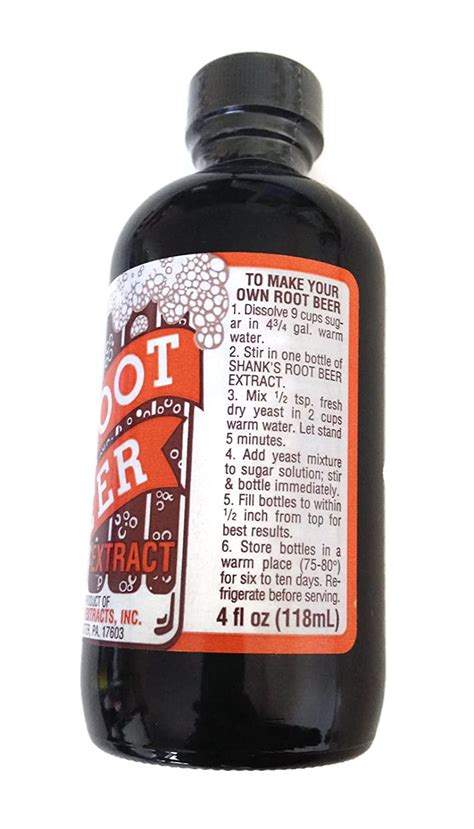 OOT
ER
EXTRACT
PRODUCT OF
EXTRACTS, INC.
PA. 17603
TO MAKE YOUR
OWN ROOT BEER
1. Dissolve 9 cups sug-
ar in 4¾ gal. warm
water.
2. Stir in one bottle of
SHANK'S ROOT BEER
EXTRACT.
3. Mix ½ tsp. fresh
dry yeast in 2 cups
warm water. Let stand
5 minutes.
4. Add yeast mixture
to sugar solution; stir
& bottle immediately.
5. Fill bottles to within
½ inch from top for
best results.
6. Store bottles in a
warm place (75-80°)
for six to ten days. Re-
frigerate before serving.
4 fl oz (118mL)